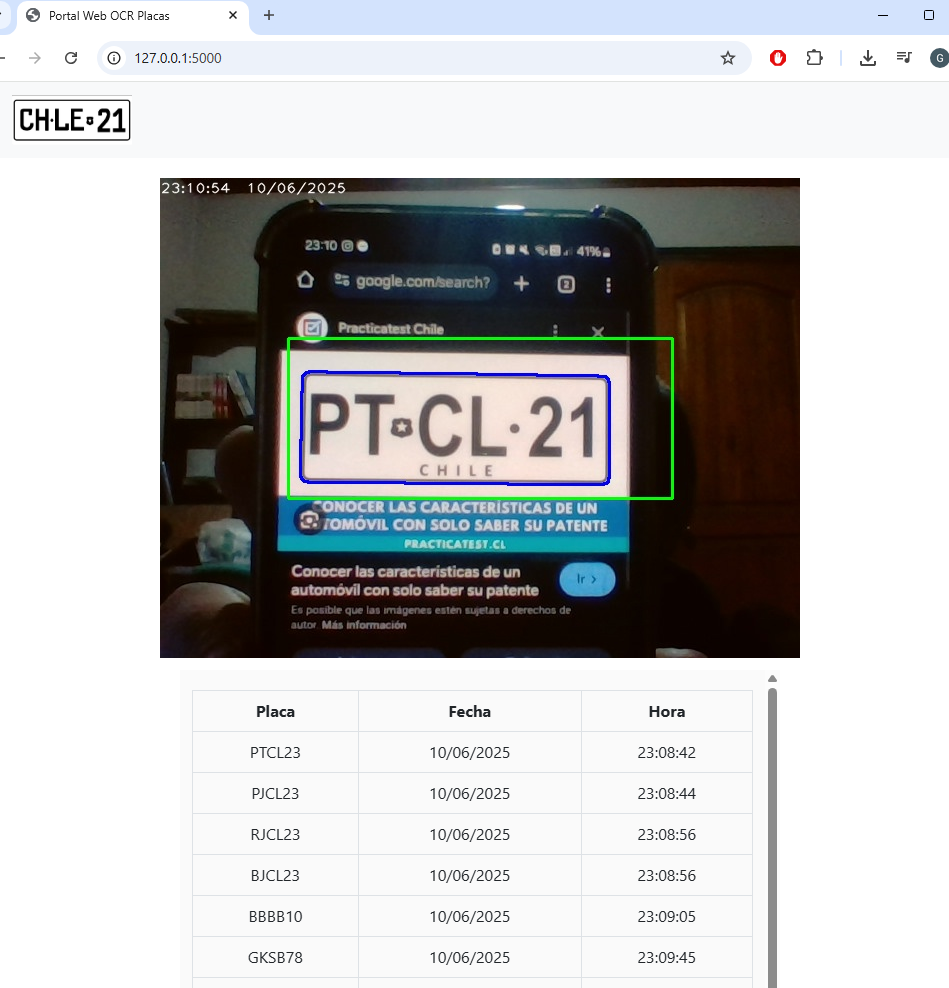 Portal Web OCR Placas
127.0.0.1:5000
G
CH·LE 21
23:10:54 10/06/2025
23:10
41%
google.com/search?
2
Practicatest Chile
PT CL·21
CHILE
CONOCER LAS CARACTERÍSTICAS DE UN
TOMÓVIL CON SOLO SABER SU PATENTE
PRACTICATEST.CL
Conocer las características de un
automóvil con solo saber su patente
Ir >
Es posible que las imágenes estén sujetas a derechos de
autor. Más información
Placa Fecha Hora
PTCL23 10/06/2025 23:08:42
PJCL23 10/06/2025 23:08:44
RJCL23 10/06/2025 23:08:56
BJCL23 10/06/2025 23:08:56
BBBB10 10/06/2025 23:09:05
GKSB78 10/06/2025 23:09:45